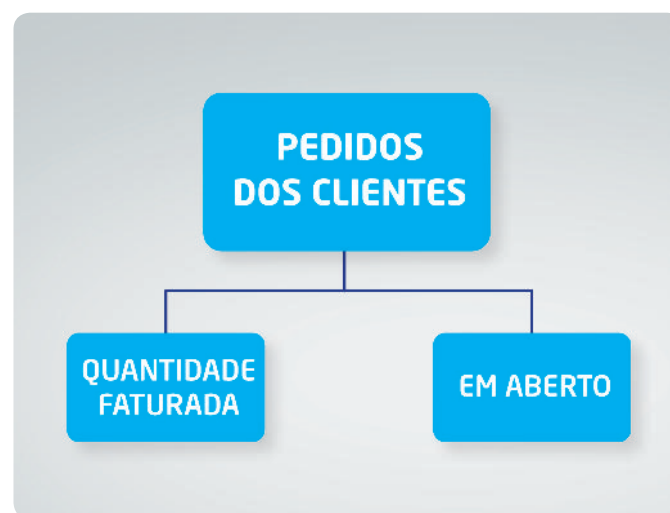 PEDIDOS
DOS CLIENTES
QUANTIDADE
FATURADA
EM ABERTO